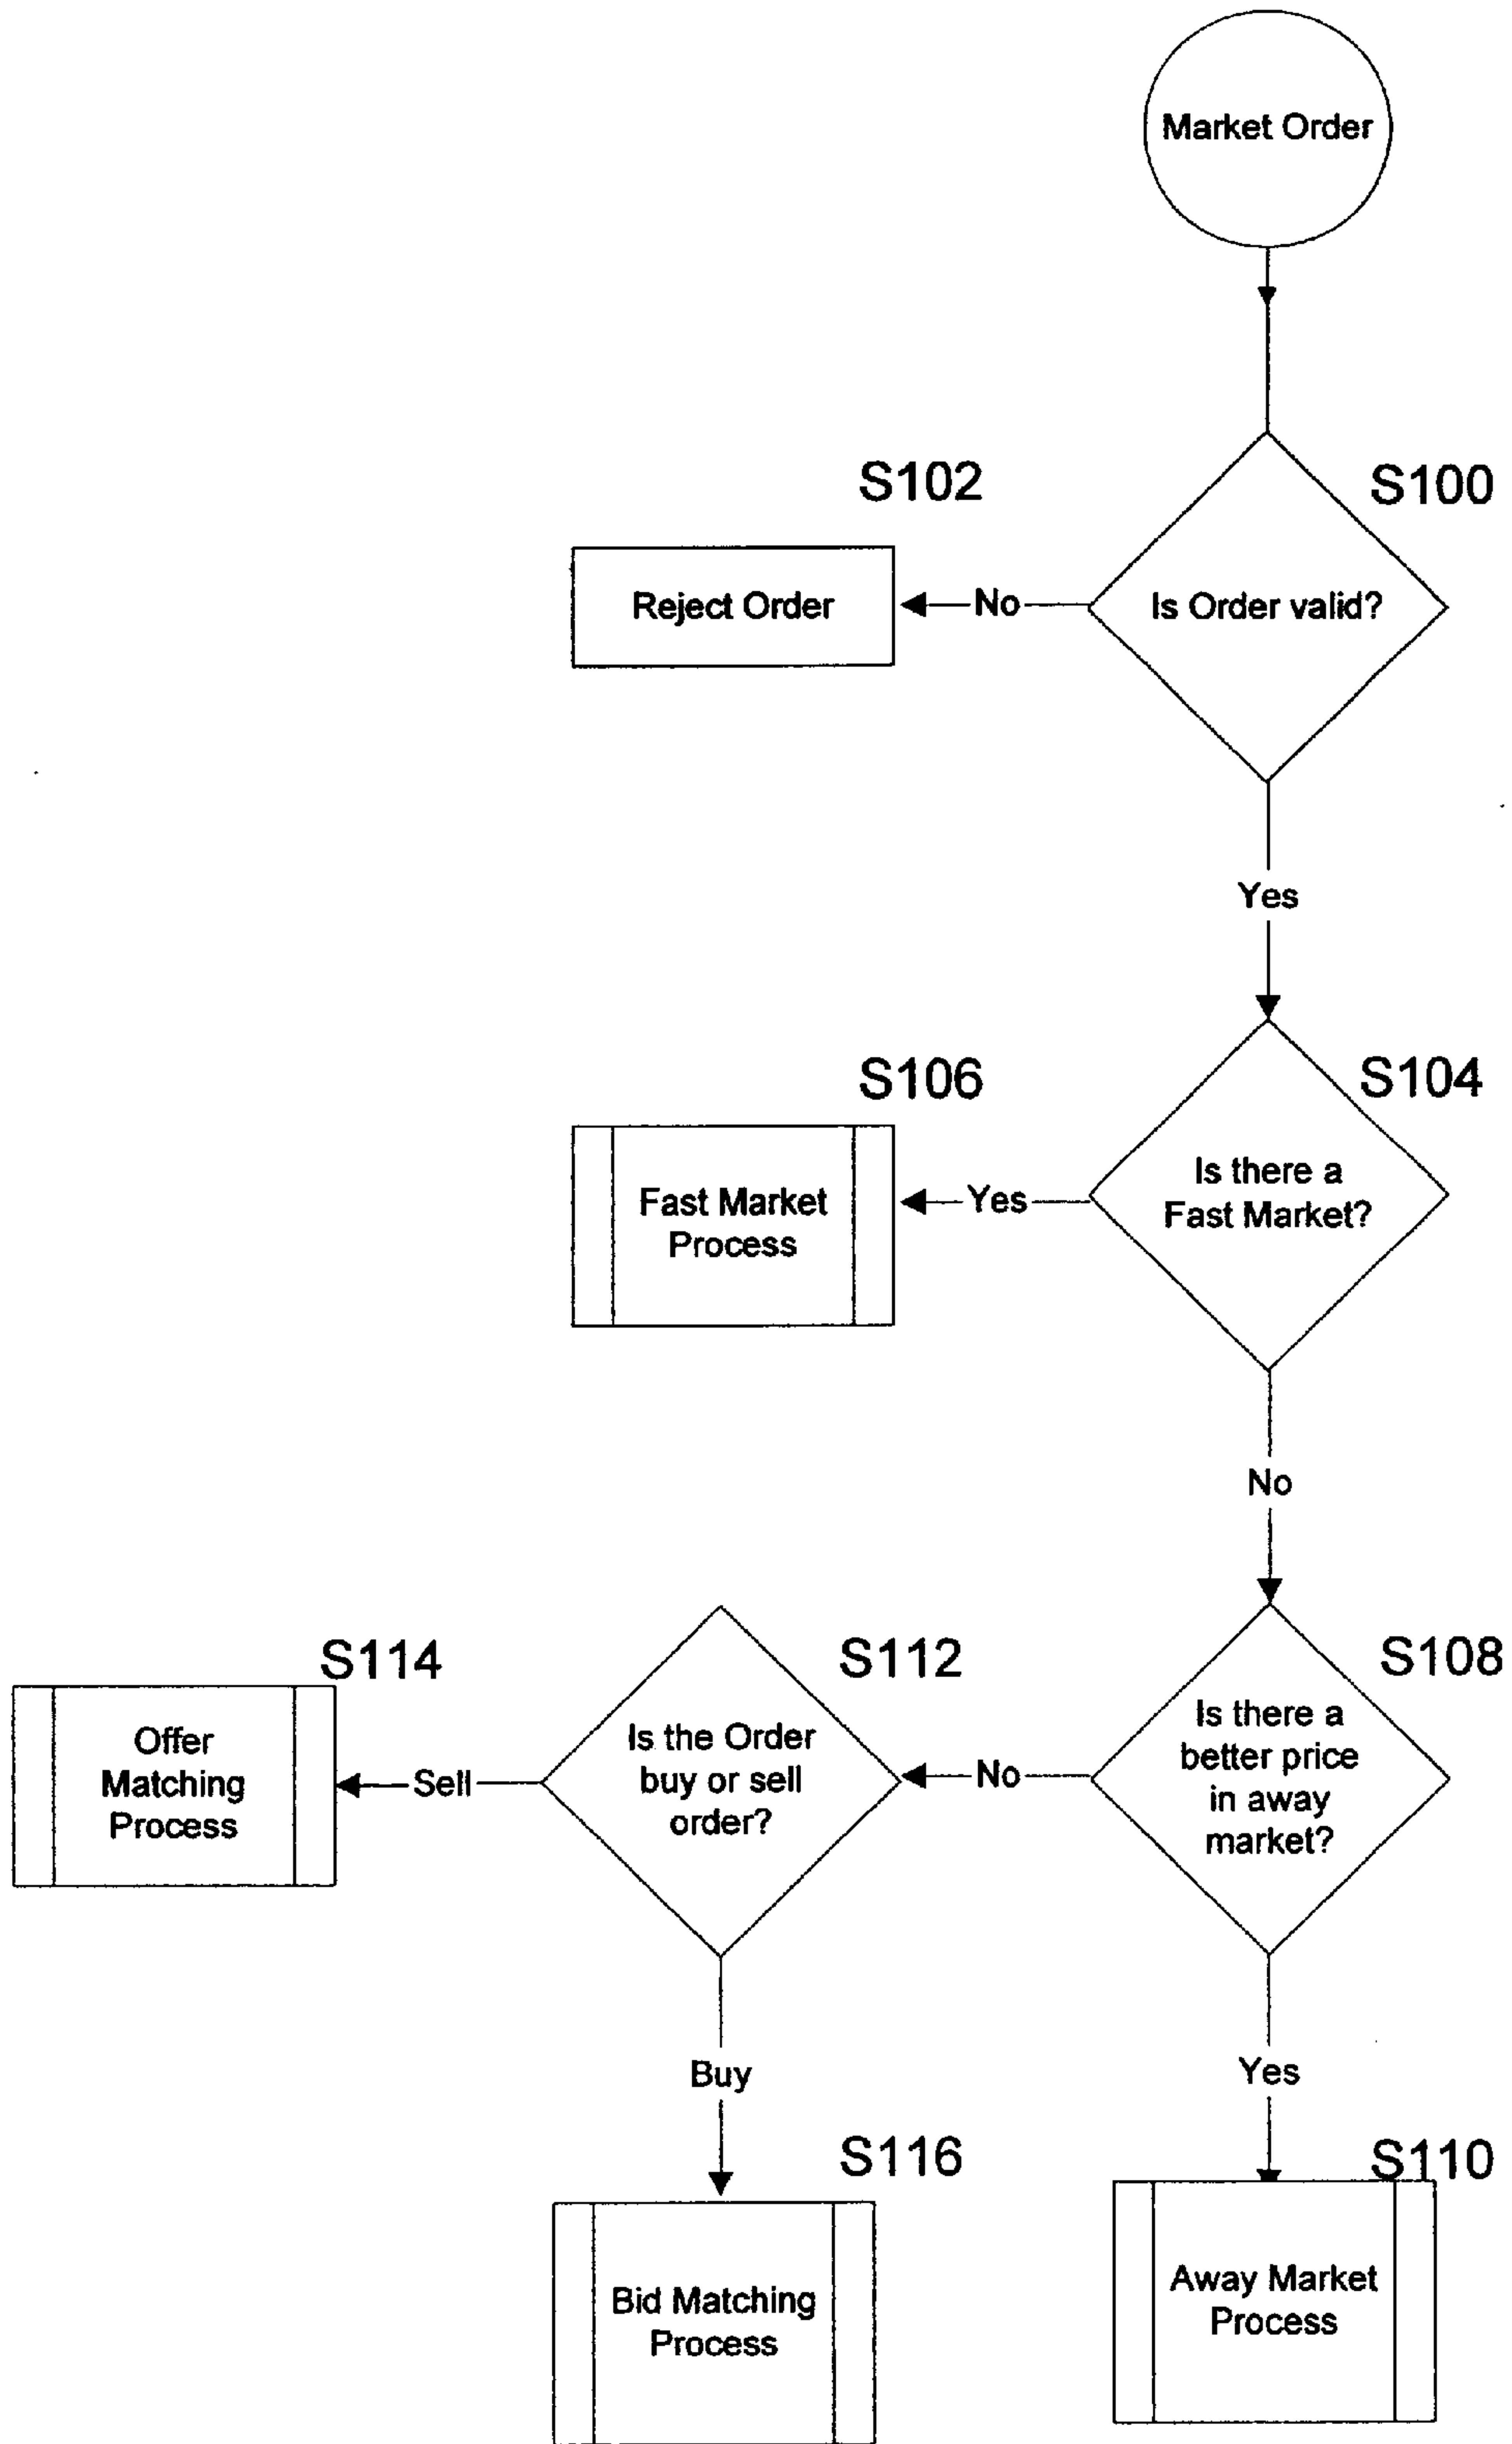 Market Order
S102
S100
Reject Order
No
Is Order valid?
Yes
S106
S104
Fast Market
Process
Yes
Is there a
Fast Market?
No
S114
S112
S108
Offer
Matching
Process
Sell
Is the Order
buy or sell
order?
No
Is there a
better price
in away
market?
Buy
Yes
S116
S110
Bid Matching
Process
Away Market
Process